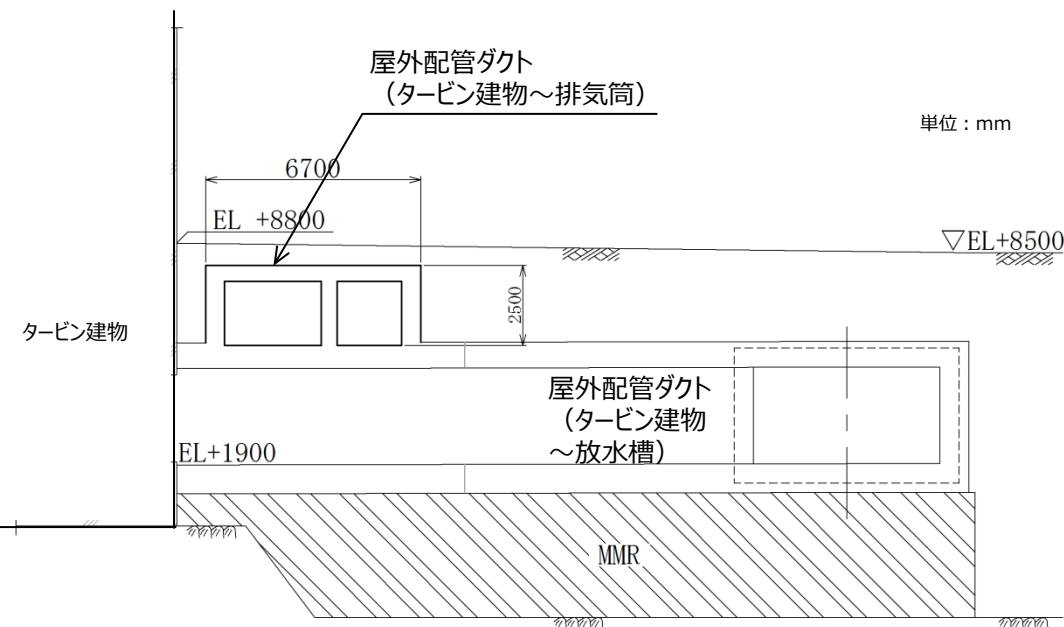 屋外配管ダクト
（タービン建物～排気筒）
単位：mm
6700
EL +8800
▽EL+8500
2500
タービン建物
屋外配管ダクト
（タービン建物
～放水槽）
EL+1900
MMR